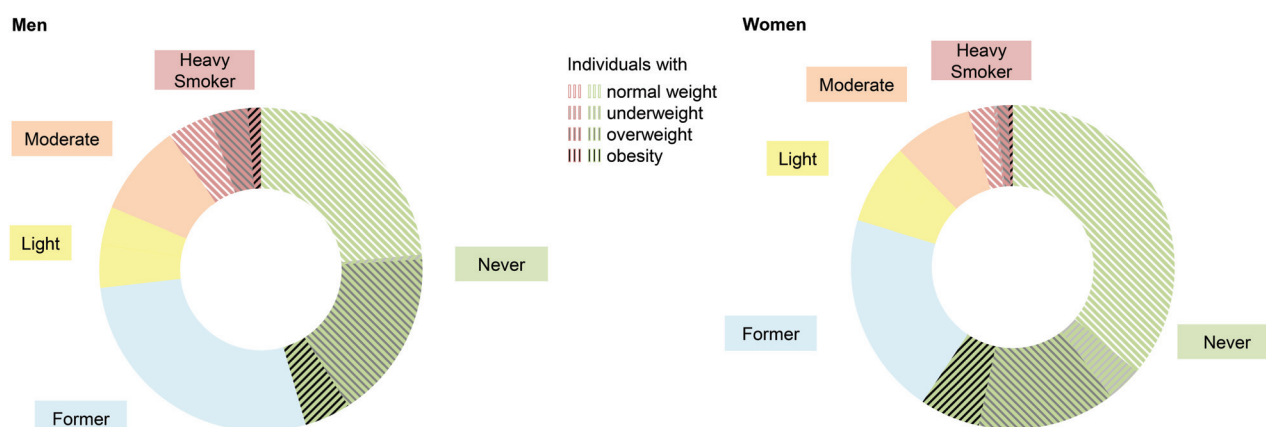 Men
Heavy
Smoker
Moderate
Light
Never
Former
Individuals with
normal weight
underweight
overweight
obesity
Women
Heavy
Smoker
Moderate
Light
Former
Never